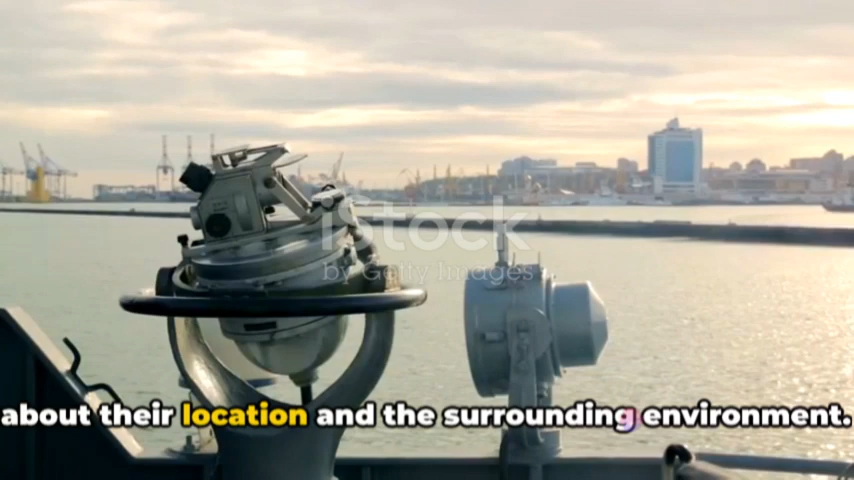 iStock
by Getty Images
about their location and the surrounding environment.